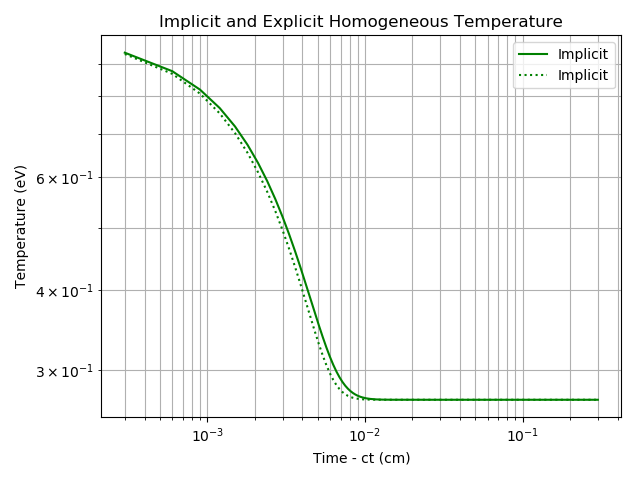 Implicit and Explicit Homogeneous Temperature
Implicit
Implicit
Temperature (eV)
6 × 10⁻¹
4 × 10⁻¹
3 × 10⁻¹
10⁻³
10⁻²
10⁻¹
Time - ct (cm)